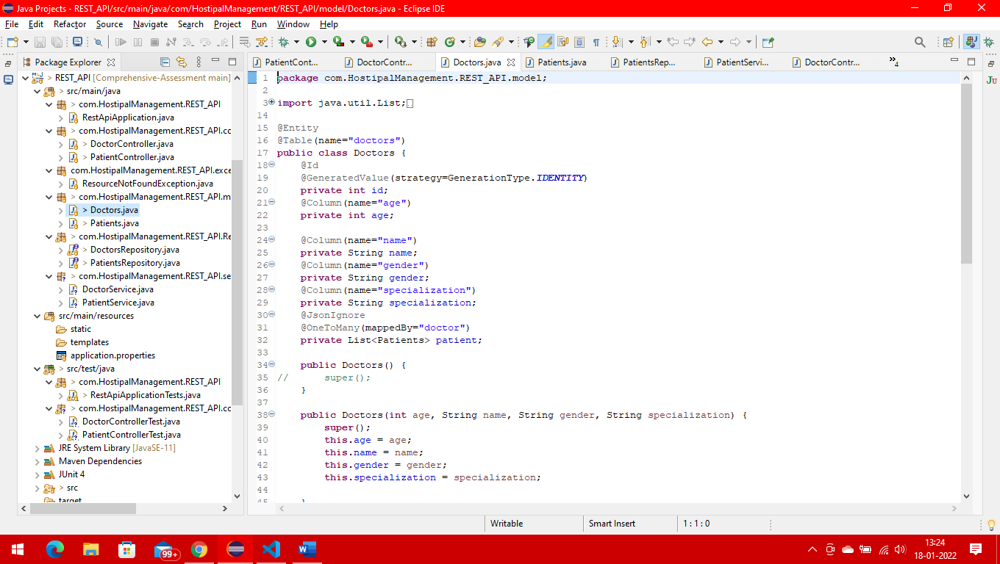 Java Projects - REST_API/src/main/java/com/HostipalManagement/REST_API/model/Doctors.java - Eclipse IDE
File Edit Refactor Source Navigate Search Project Run Window Help
Package Explorer
REST_API [Comprehensive-Assessment main]
> src/main/java
> com.HostipalManagement.REST_API
RestApiApplication.java
> com.HostipalManagement.REST_API.cc
> DoctorController.java
> PatientController.java
com.HostipalManagement.REST_API.exce
ResourceNotFoundException.java
> com.HostipalManagement.REST_API.m
> Doctors.java
> Patients.java
> com.HostipalManagement.REST_API.Re
> DoctorsRepository.java
> PatientsRepository.java
> com.HostipalManagement.REST_API.se
DoctorService.java
PatientService.java
src/main/resources
static
templates
application.properties
> src/test/java
> com.HostipalManagement.REST_API
> RestApiApplicationTests.java
> com.HostipalManagement.REST_API.cc
DoctorControllerTest.java
PatientControllerTest.java
JRE System Library [JavaSE-11]
Maven Dependencies
JUnit 4
> src
target
PatientCont... DoctorContr... Doctors.java Patients.java PatientsRep... PatientServi... DoctorContr... »4
1 package com.HostipalManagement.REST_API.model;
2
3 import java.util.List;
14
15 @Entity
16 @Table(name="doctors")
17 public class Doctors {
18 @Id
19 @GeneratedValue(strategy=GenerationType.IDENTITY)
20 private int id;
21 @Column(name="age")
22 private int age;
23
24 @Column(name="name")
25 private String name;
26 @Column(name="gender")
27 private String gender;
28 @Column(name="specialization")
29 private String specialization;
30 @JsonIgnore
31 @OneToMany(mappedBy="doctor")
32 private List<Patients> patient;
33
34 public Doctors() {
35 // super();
36 }
37
38 public Doctors(int age, String name, String gender, String specialization) {
39 super();
40 this.age = age;
41 this.name = name;
42 this.gender = gender;
43 this.specialization = specialization;
44
45 }
Ju
Writable Smart Insert 1 : 1 : 0
99+
W
13:24
18-01-2022